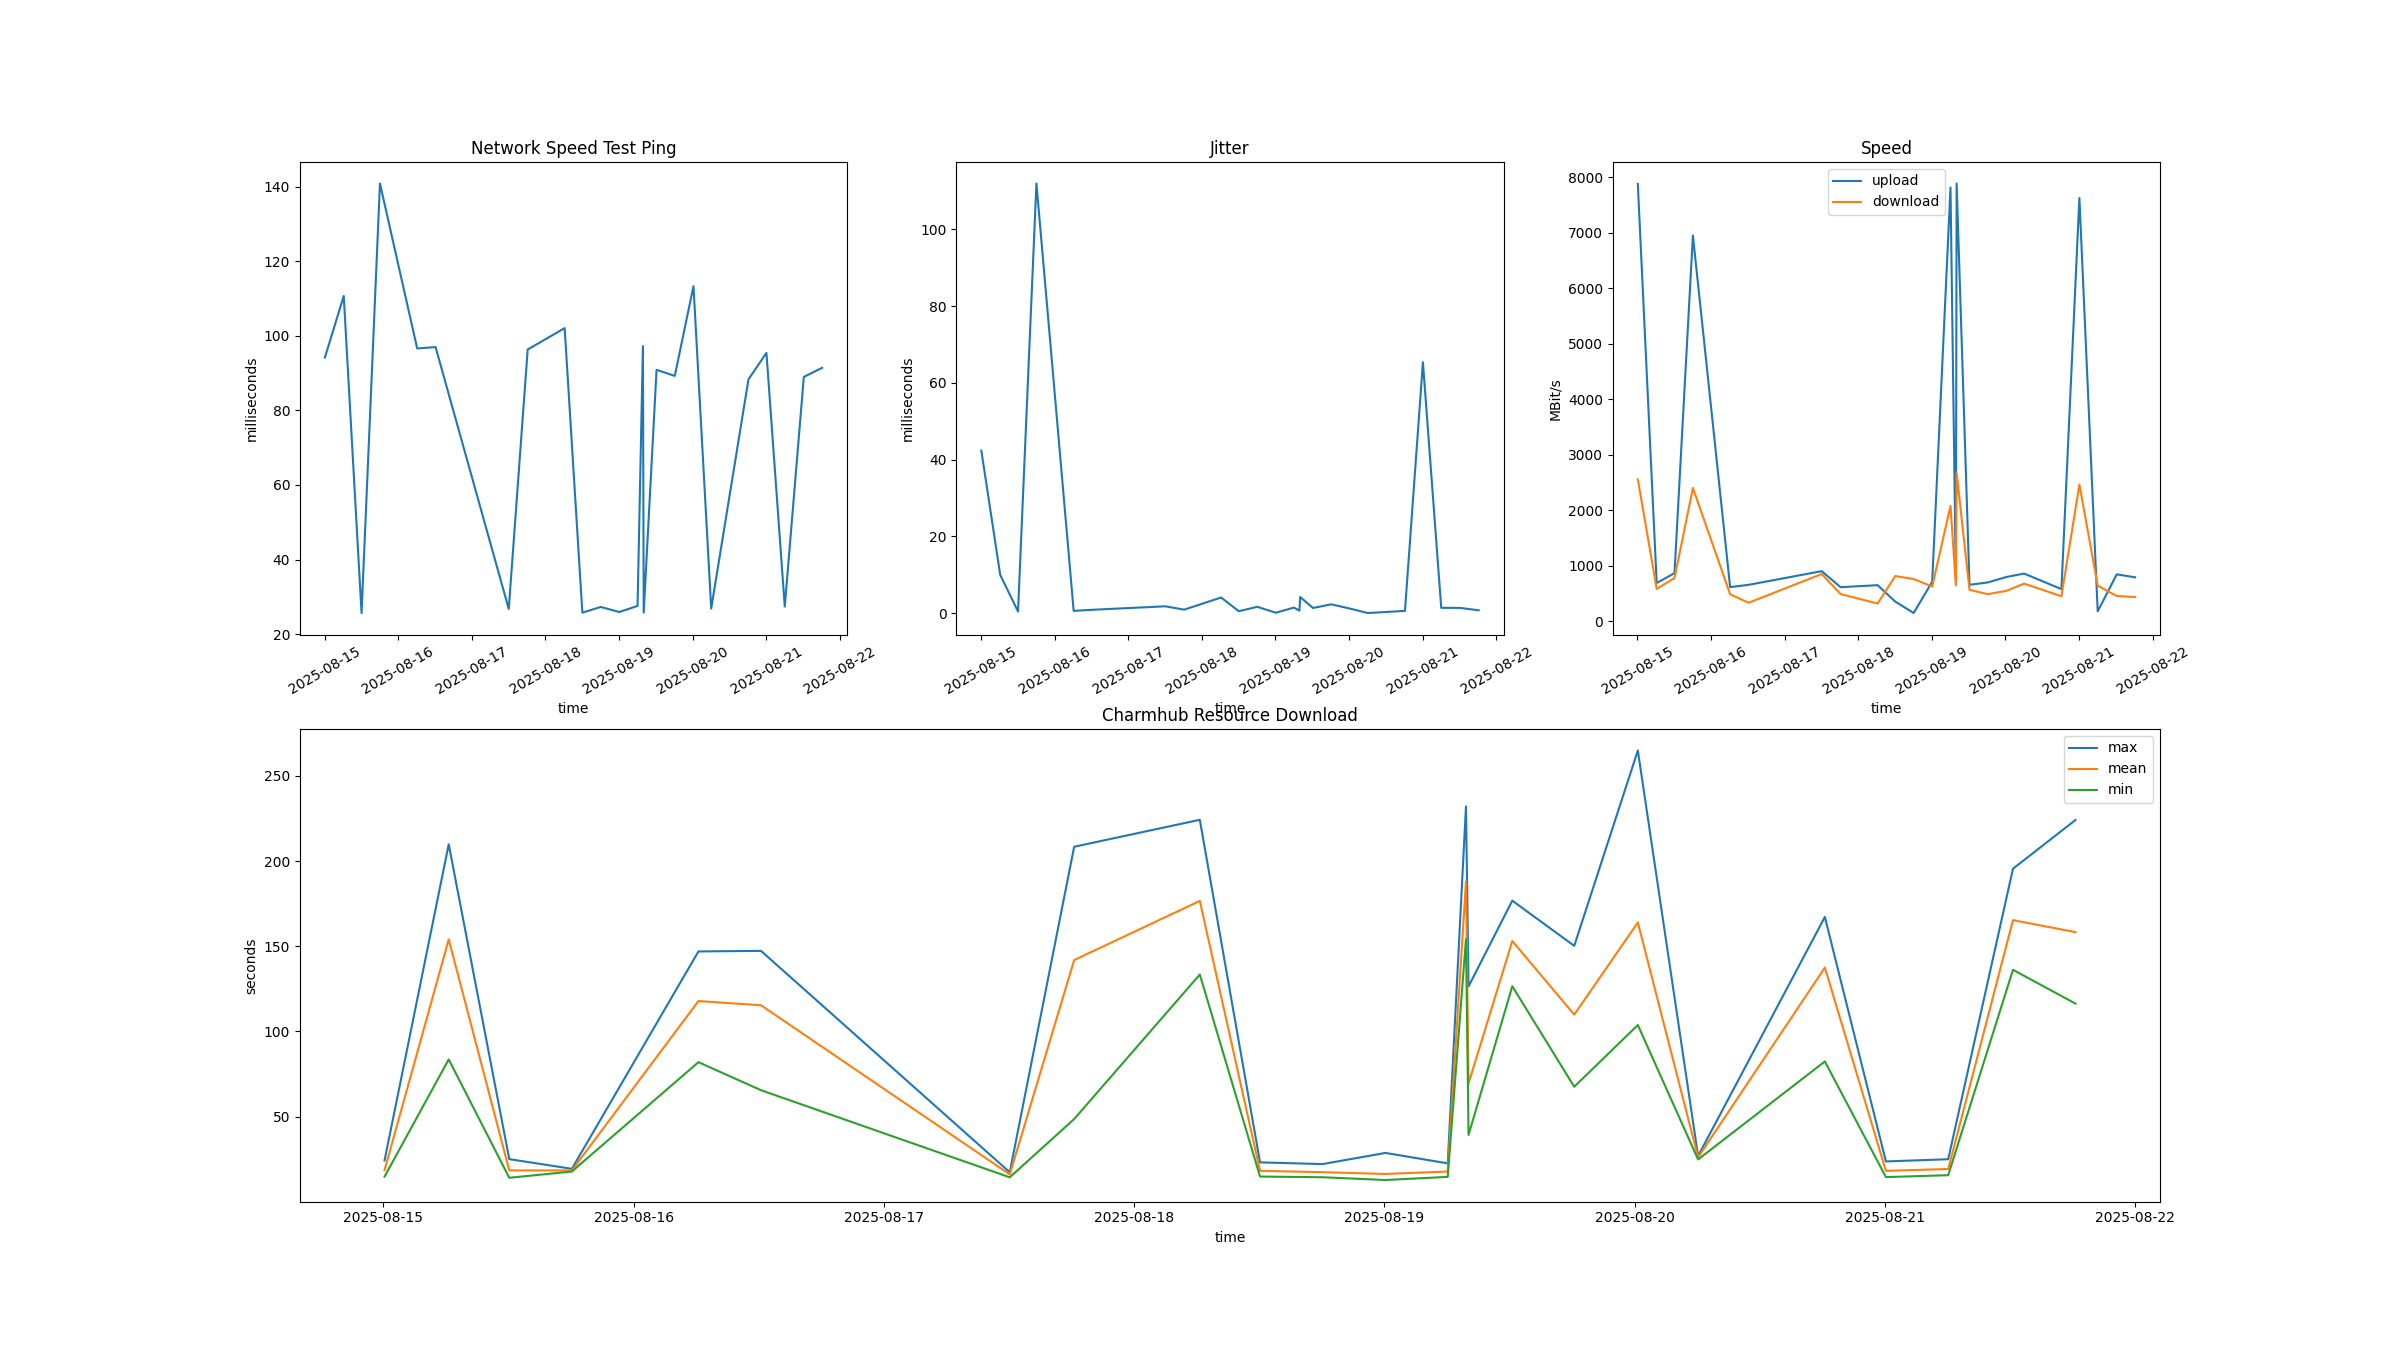 Network Speed Test Ping
milliseconds
140
120
100
80
60
40
20
2025-08-15 2025-08-16 2025-08-17 2025-08-18 2025-08-19 2025-08-20 2025-08-21 2025-08-22
time
Jitter
milliseconds
100
80
60
40
20
0
2025-08-15 2025-08-16 2025-08-17 2025-08-18 2025-08-19 2025-08-20 2025-08-21 2025-08-22
time
Speed
upload
download
MBit/s
8000
7000
6000
5000
4000
3000
2000
1000
0
2025-08-15 2025-08-16 2025-08-17 2025-08-18 2025-08-19 2025-08-20 2025-08-21 2025-08-22
time
Charmhub Resource Download
max
mean
min
seconds
250
200
150
100
50
2025-08-15 2025-08-16 2025-08-17 2025-08-18 2025-08-19 2025-08-20 2025-08-21 2025-08-22
time